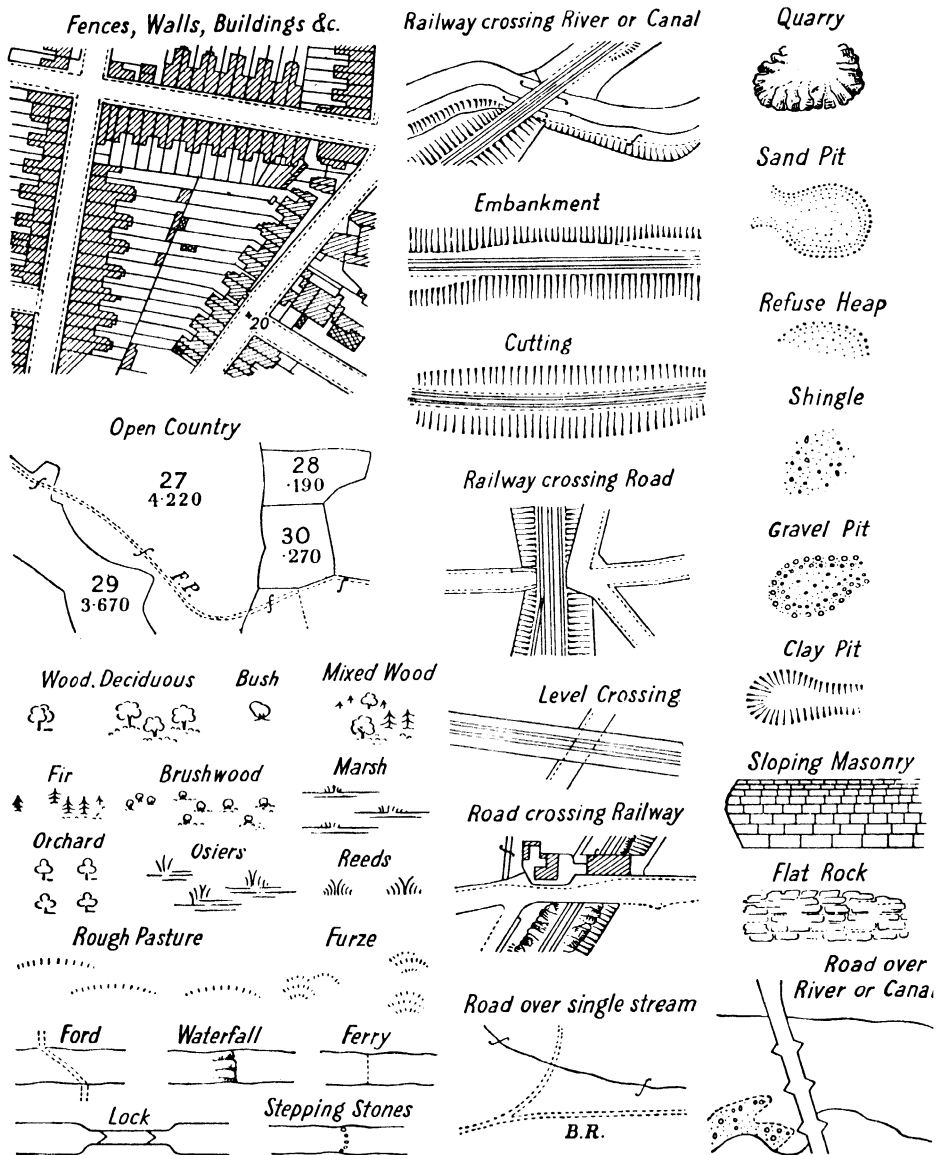 Fences, Walls, Buildings &c.
20
Open Country
27
4·220
28
·190
30
·270
29
3·670
F.P.
Wood, Deciduous
Bush
Mixed Wood
Fir
Brushwood
Marsh
Orchard
Osiers
Reeds
Rough Pasture
Furze
Ford
Waterfall
Ferry
Lock
Stepping Stones
Railway crossing River or Canal
Embankment
Cutting
Railway crossing Road
Level Crossing
Road crossing Railway
Road over single stream
B.R.
Quarry
Sand Pit
Refuse Heap
Shingle
Gravel Pit
Clay Pit
Sloping Masonry
Flat Rock
Road over
River or Canal